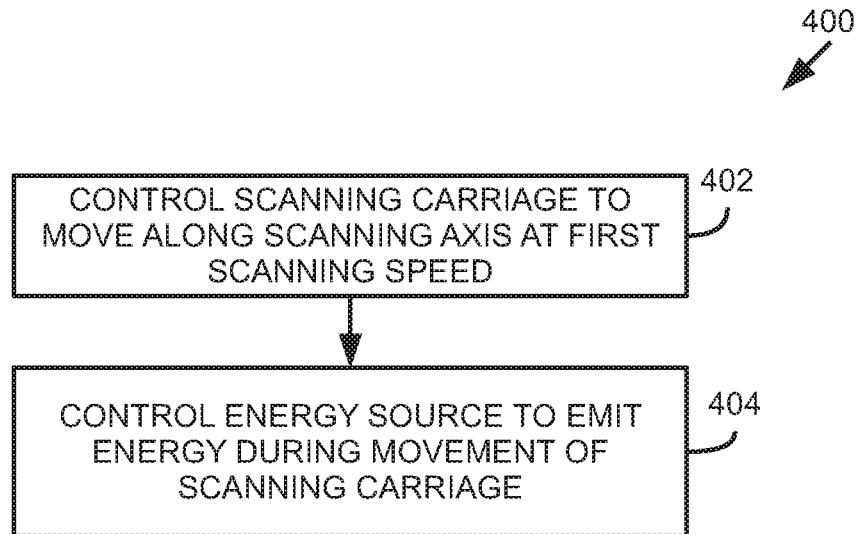 400
CONTROL SCANNING CARRIAGE TO
MOVE ALONG SCANNING AXIS AT FIRST
SCANNING SPEED
402
CONTROL ENERGY SOURCE TO EMIT
ENERGY DURING MOVEMENT OF
SCANNING CARRIAGE
404